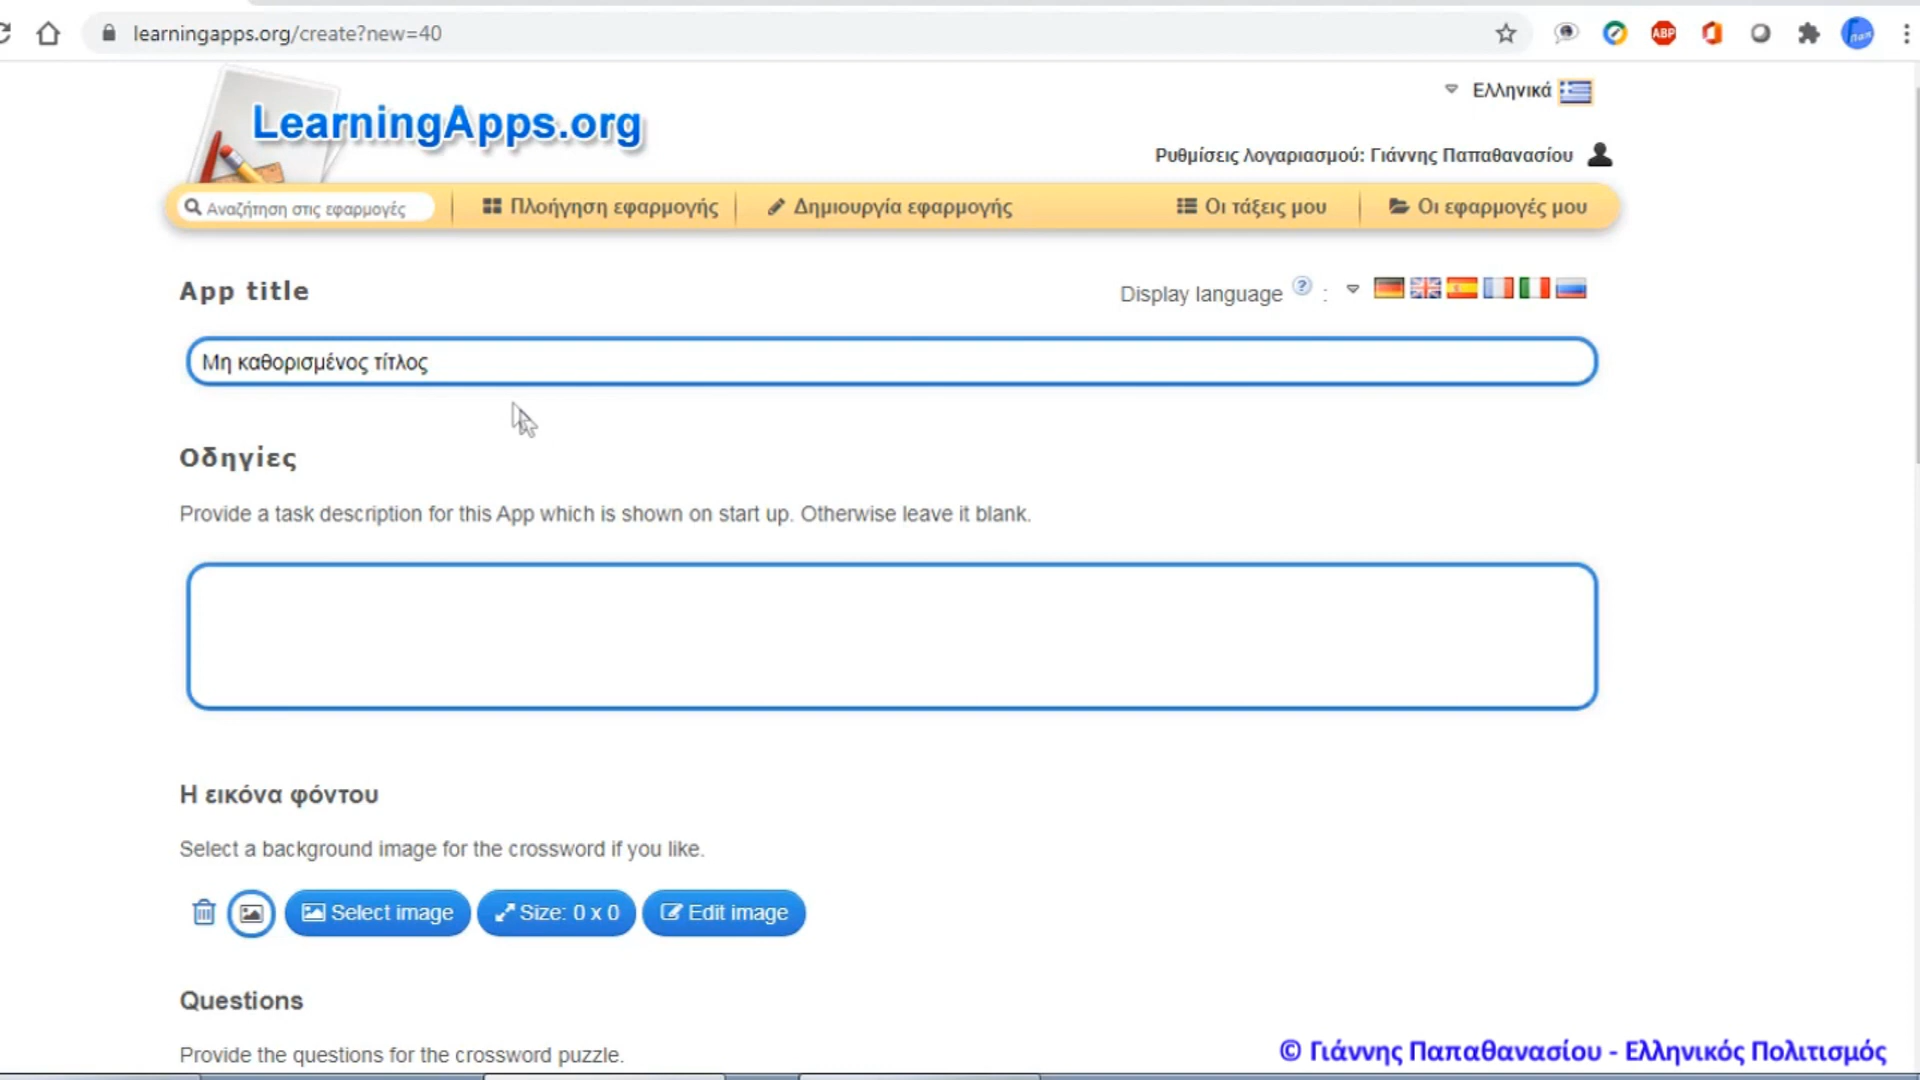 learningapps.org/create?new=40
ABP
Παπ
LearningApps.org
Ελληνικά
Ρυθμίσεις λογαριασμού: Γιάννης Παπαθανασίου
Αναζήτηση στις εφαρμογές
Πλοήγηση εφαρμογής
Δημιουργία εφαρμογής
Οι τάξεις μου
Οι εφαρμογές μου
App title
Display language ? :
Μη καθορισμένος τίτλος
Οδηγίες
Provide a task description for this App which is shown on start up. Otherwise leave it blank.
Η εικόνα φόντου
Select a background image for the crossword if you like.
Select image
Size: 0 x 0
Edit image
Questions
Provide the questions for the crossword puzzle.
© Γιάννης Παπαθανασίου - Ελληνικός Πολιτισμός